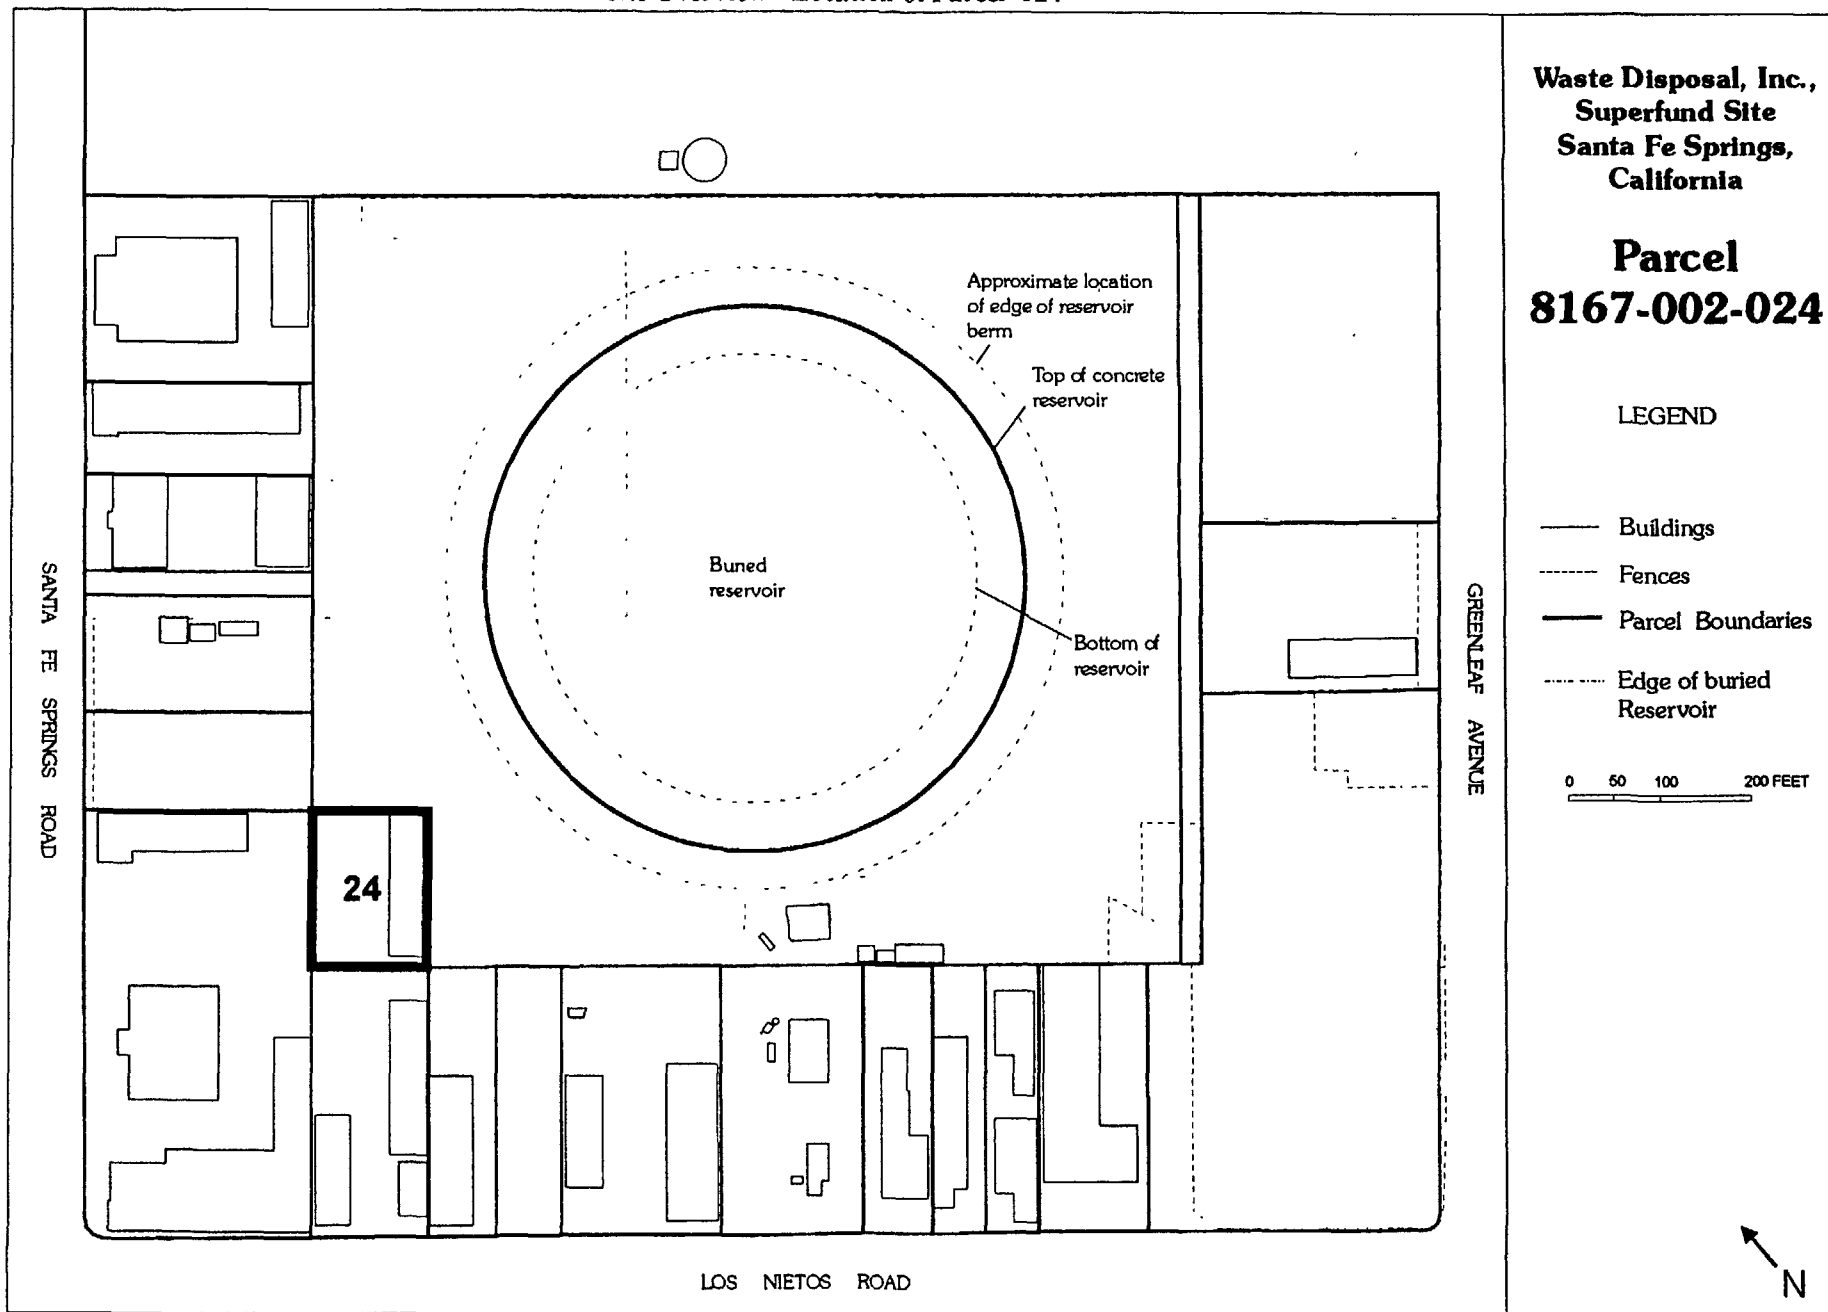 Waste Disposal, Inc.,
Superfund Site
Santa Fe Springs,
California
Parcel
8167-002-024
LEGEND
Buildings
Fences
Parcel Boundaries
Edge of buried
Reservoir
0 50 100 200 FEET
N
Approximate location
of edge of reservoir
berm
Top of concrete
reservoir
Buried
reservoir
Bottom of
reservoir
24
SANTA FE SPRINGS ROAD
GREENLEAF AVENUE
LOS NIETOS ROAD